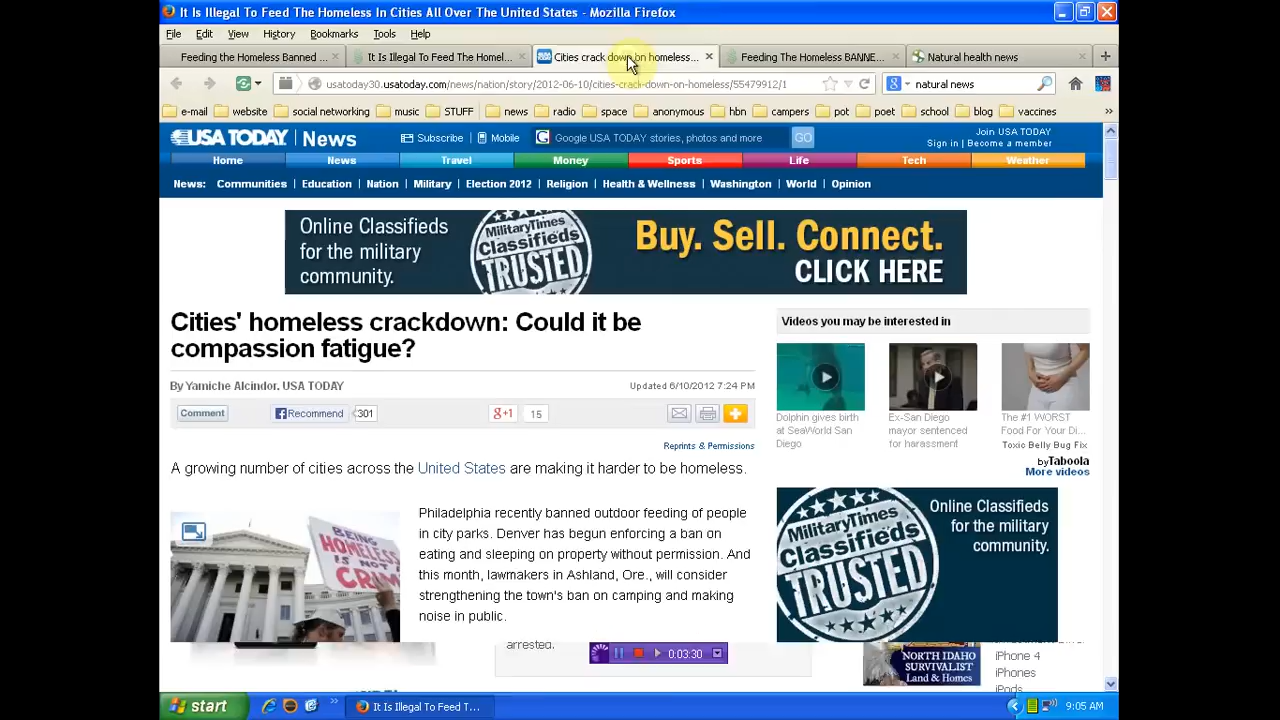 It Is Illegal To Feed The Homeless In Cities All Over The United States - Mozilla Firefox
File Edit View History Bookmarks Tools Help
Feeding the Homeless Banned ...
It Is Illegal To Feed The Homel...
Cities crack down on homeless...
Feeding The Homeless BANNE...
Natural health news
usatoday30.usatoday.com/news/nation/story/2012-06-10/cities-crack-down-on-homeless/55479912/1
natural news
e-mail website social networking music STUFF news radio space anonymous hbn campers pot poet school blog vaccines
USA TODAY News
Subscribe Mobile
Google USA TODAY stories, photos and more
GO
Join USA TODAY
Sign in | Become a member
Home News Travel Money Sports Life Tech Weather
News: Communities Education Nation Military Election 2012 Religion Health & Wellness Washington World Opinion
Online Classifieds
for the military
community.
MilitaryTimes
Classifieds
TRUSTED
Buy. Sell. Connect.
CLICK HERE
Cities' homeless crackdown: Could it be
compassion fatigue?
By Yamiche Alcindor, USA TODAY
Updated 6/10/2012 7:24 PM
Comment
Recommend 301
+1 15
Reprints & Permissions
A growing number of cities across the United States are making it harder to be homeless.
BEING
HOMELESS
IS NOT
Philadelphia recently banned outdoor feeding of people
in city parks. Denver has begun enforcing a ban on
eating and sleeping on property without permission. And
this month, lawmakers in Ashland, Ore., will consider
strengthening the town's ban on camping and making
noise in public.
Videos you may be interested in
Dolphin gives birth
at SeaWorld San
Diego
Ex-San Diego
mayor sentenced
for harassment
The #1 WORST
Food For Your Di...
Toxic Belly Bug Fix
byTaboola
More videos
MilitaryTimes
Classifieds
TRUSTED
Online Classifieds
for the military
community.
arrested.
0:03:30
NORTH IDAHO
SURVIVALIST
Land & Homes
iPhone 4
iPhones
iPods
start
It Is Illegal To Feed T...
9:05 AM